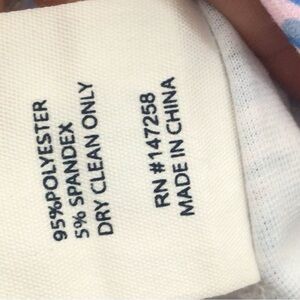 95%POLYESTER
5% SPANDEX
DRY CLEAN ONLY
RN #147258
MADE IN CHINA